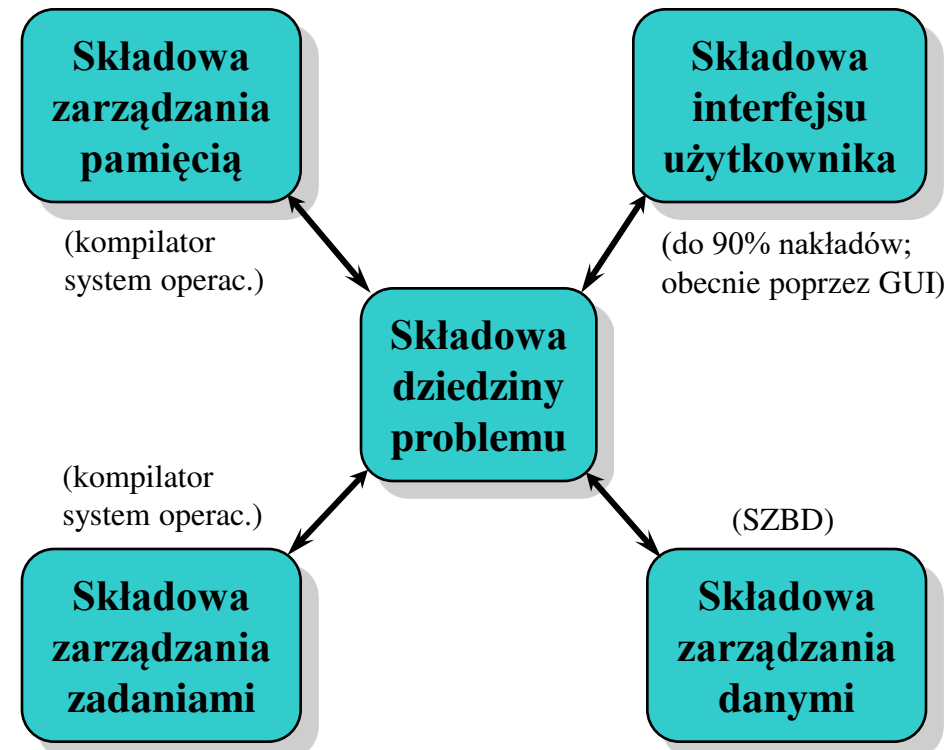 Składowa
zarządzania
pamięcią
Składowa
interfejsu
użytkownika
(kompilator
system operac.)
(do 90% nakładów;
obecnie poprzez GUI)
Składowa
dziedziny
problemu
(kompilator
system operac.)
(SZBD)
Składowa
zarządzania
zadaniami
Składowa
zarządzania
danymi